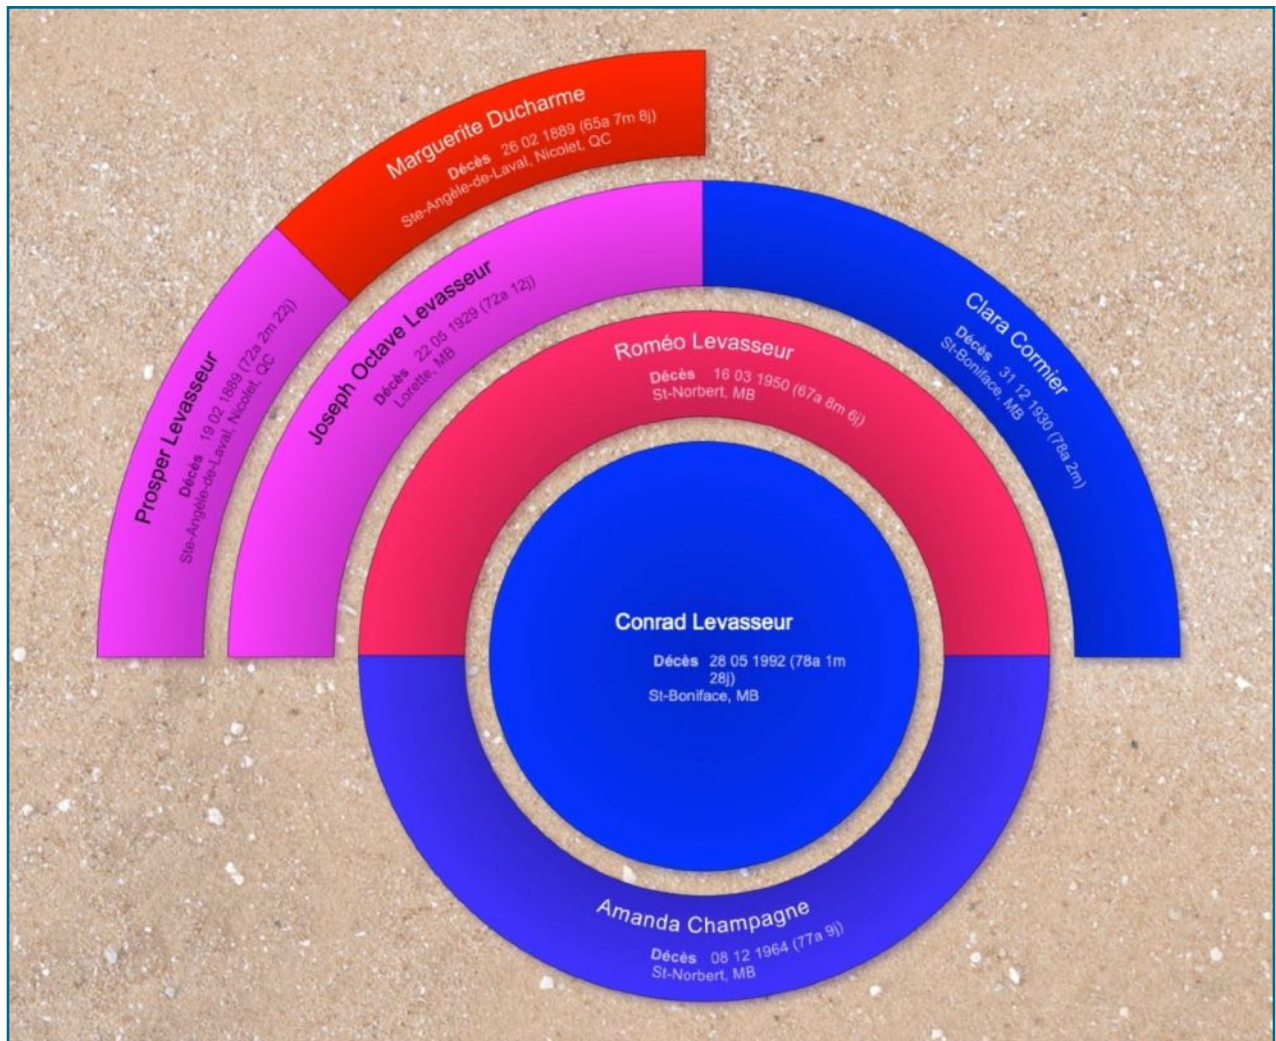 Marguerite Ducharme
Décès 26 02 1889 (65a 7m 8j)
Ste-Angèle-de-Laval, Nicolet, QC
Prosper Levasseur
Décès 19 02 1889 (72a 2m 22j)
Ste-Angèle-de-Laval, Nicolet, QC
Joseph Octave Levasseur
Décès 22 05 1929 (72a 12j)
Lorette, MB
Clara Cormier
Décès 31 12 1930 (78a 2m)
St-Boniface, MB
Roméo Levasseur
Décès 16 03 1950 (67a 8m 6j)
St-Norbert, MB
Conrad Levasseur
Décès 28 05 1992 (78a 1m
28j)
St-Boniface, MB
Amanda Champagne
Décès 08 12 1964 (77a 9j)
St-Norbert, MB